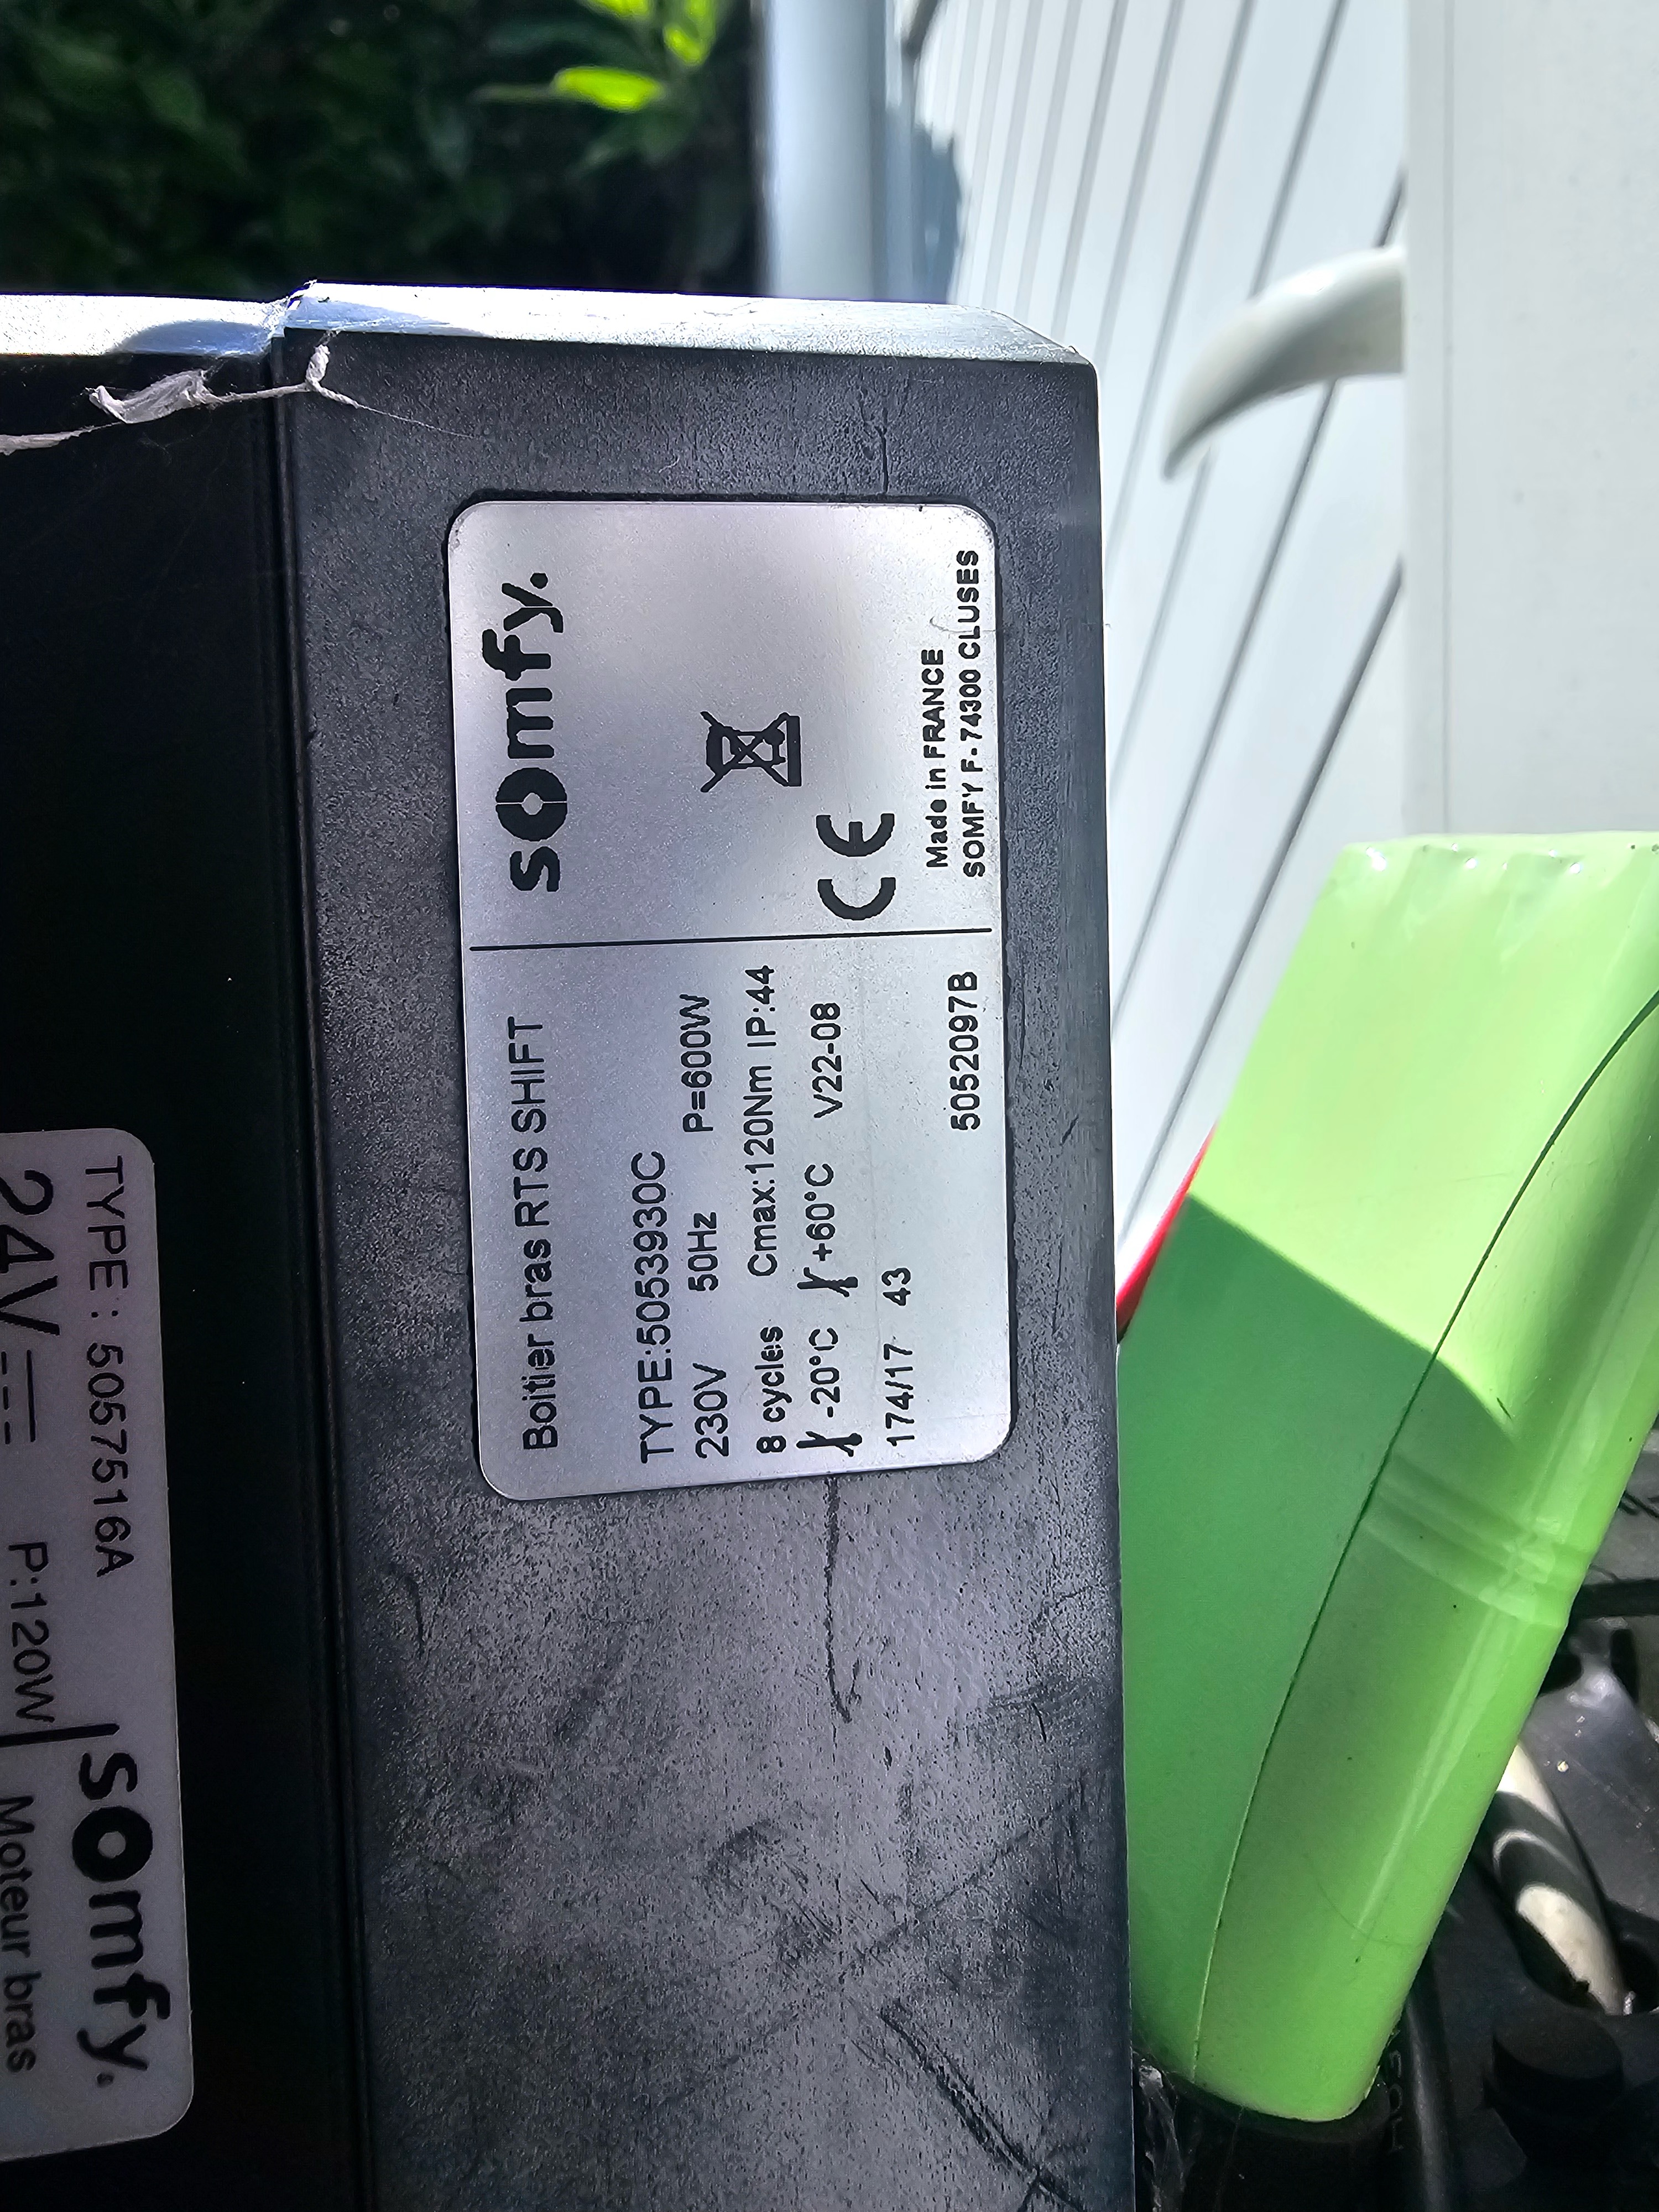 Boitier bras RTS SHIFT
TYPE:5053930C
230V 50Hz P=600W
8 cycles Cmax:120Nm IP:44
-20°C +60°C V22-08
174/17 43
5052097B
somfy.
CE
Made in FRANCE
SOMFY F- 74300 CLUSES
TYPE: 5057516A
24V P:120W
somfy.
Moteur bras